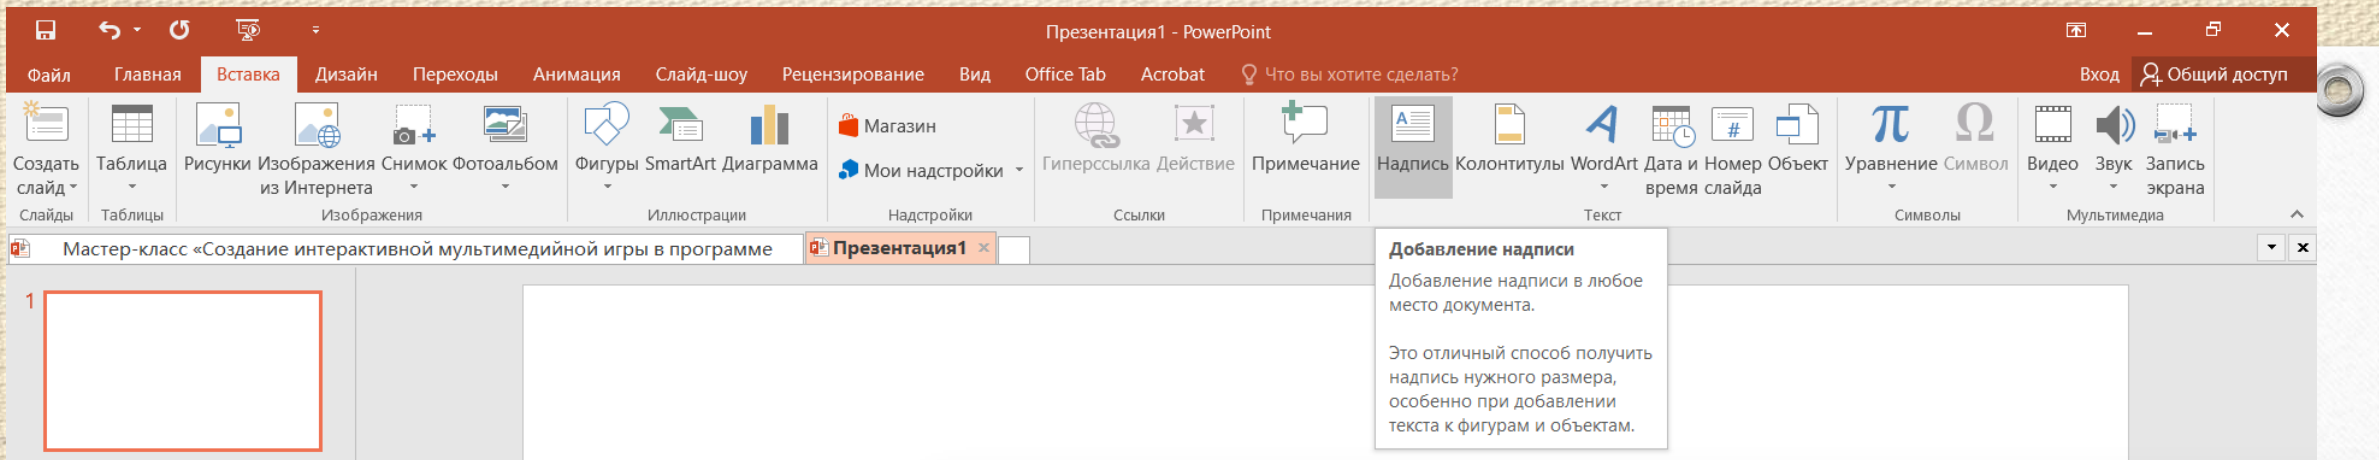 Презентация1 - PowerPoint
Файл Главная Вставка Дизайн Переходы Анимация Слайд-шоу Рецензирование Вид Office Tab Acrobat Что вы хотите сделать? Вход Общий доступ
Создать слайд
Таблица
Рисунки
Изображения из Интернета
Снимок
Фотоальбом
Фигуры
SmartArt
Диаграмма
Магазин
Мои надстройки
Гиперссылка
Действие
Примечание
Надпись
Колонтитулы
WordArt
Дата и время
Номер слайда
Объект
Уравнение
Символ
Видео
Звук
Запись экрана
Слайды Таблицы Изображения Иллюстрации Надстройки Ссылки Примечания Текст Символы Мультимедиа
Мастер-класс «Создание интерактивной мультимедийной игры в программе
Презентация1
1
Добавление надписи
Добавление надписи в любое
место документа.
Это отличный способ получить
надпись нужного размера,
особенно при добавлении
текста к фигурам и объектам.